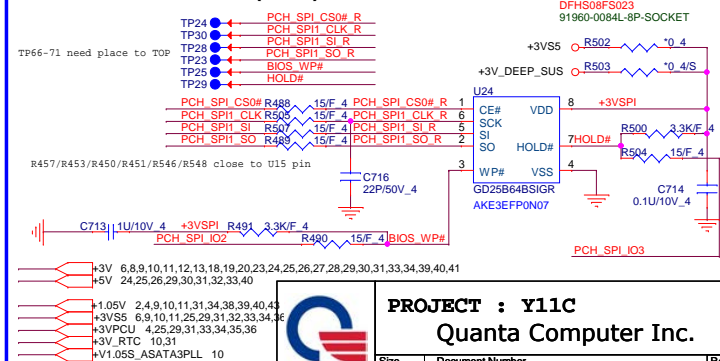 DFHS08FS023
91960-0084L-8P-SOCKET
TP24 PCH_SPI_CS0#_R
TP30 PCH_SPI1_CLK_R
TP28 PCH_SPI1_SI_R
TP23 PCH_SPI1_SO_R
TP25 BIOS_WP#
TP29 HOLD#
TP66-71 need place to TOP
+3VS5 R502 *0_4
+3V_DEEP_SUS R503 *0_4/S
U24
PCH_SPI_CS0# R488 15/F_4 PCH_SPI_CS0#_R 1 CE# VDD 8 +3VSPI
PCH_SPI1_CLK R505 15/F_4 PCH_SPI1_CLK_R 6 SCK
PCH_SPI1_SI R507 15/F_4 PCH_SPI1_SI_R 5 SI
PCH_SPI1_SO R489 15/F_4 PCH_SPI1_SO_R 2 SO HOLD# 7 HOLD#
R500 3.3K/F_4
R504 15/F_4
3 WP# VSS 4
GD25B64BSIGR
AKE3EFP0N07
R457/R453/R450/R451/R546/R548 close to U15 pin
C716
22P/50V_4
C714
0.1U/10V_4
C713 1U/10V_4 +3VSPI R491 3.3K/F_4
PCH_SPI_IO2 R490 15/F_4 BIOS_WP#
PCH_SPI_IO3
+3V 6,8,9,10,11,12,13,18,19,20,23,24,25,26,27,28,29,30,31,33,34,39,40,41
+5V 24,25,26,29,30,31,32,33,40
+1.05V 2,4,9,10,11,31,34,38,39,40,43
+3VS5 6,9,10,11,25,29,31,32,33,34,36
+3VPCU 4,25,29,31,33,34,35,36
+3V_RTC 10,31
+V1.05S_ASATA3PLL 10
PROJECT : Y11C
Quanta Computer Inc.
Size Document Number